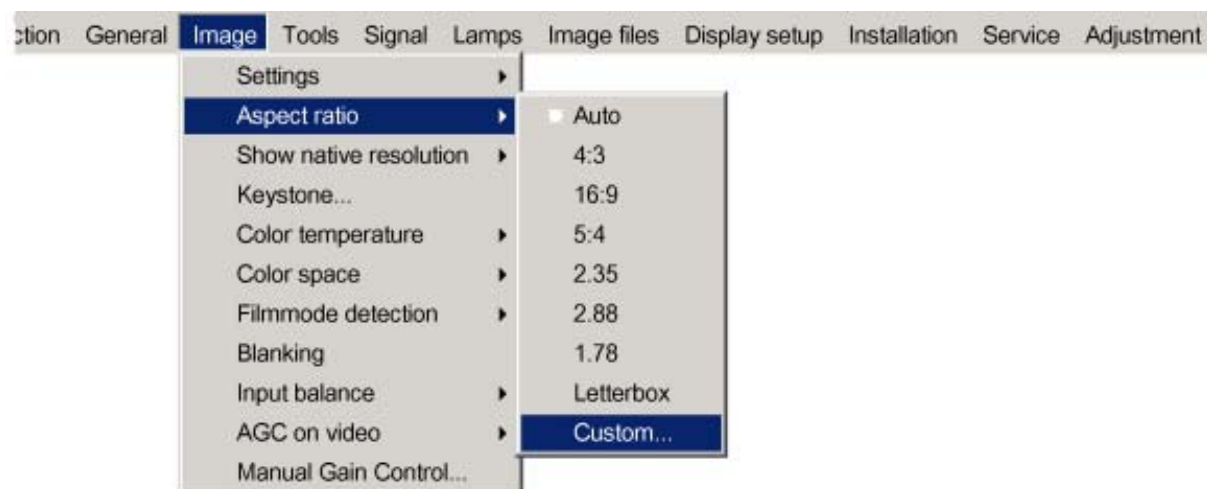 ction General Image Tools Signal Lamps Image files Display setup Installation Service Adjustment
Settings
Aspect ratio
Auto
Show native resolution
4:3
Keystone...
16:9
Color temperature
5:4
Color space
2.35
Filmmode detection
2.88
Blanking
1.78
Input balance
Letterbox
AGC on video
Custom...
Manual Gain Control...